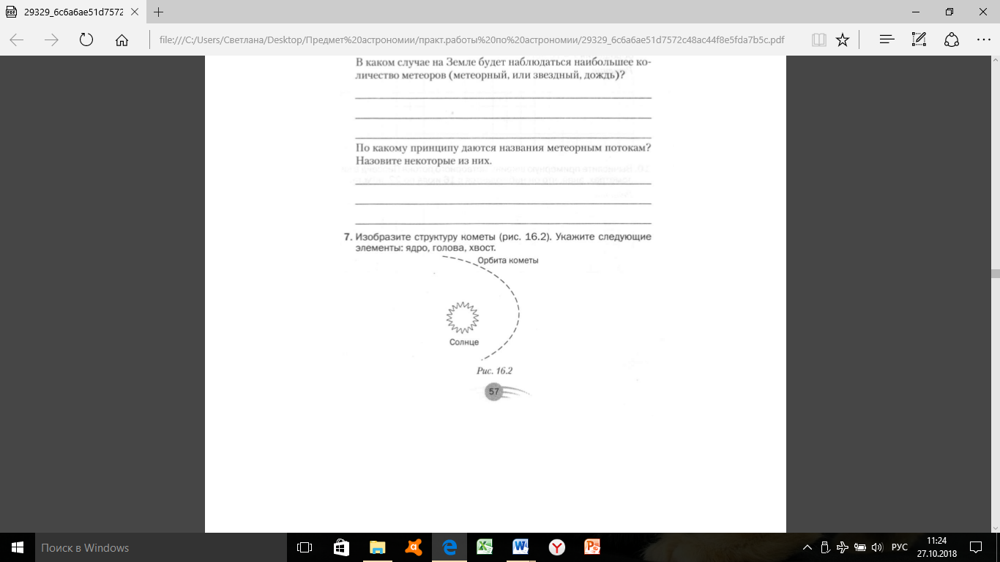 29329_6c6a6ae51d7572
file:///C:/Users/Светлана/Desktop/Предмет%20астрономии/практ.работы%20по%20астрономии/29329_6c6a6ae51d7572c48ac44f8e5fda7b5c.pdf
В каком случае на Земле будет наблюдаться наибольшее ко-
личество метеоров (метеорный, или звездный, дождь)?
По какому принципу даются названия метеорным потокам?
Назовите некоторые из них.
7. Изобразите структуру кометы (рис. 16.2). Укажите следующие
элементы: ядро, голова, хвост.
Орбита кометы
Солнце
Рис. 16.2
57
Поиск в Windows
РУС
11:24
27.10.2018